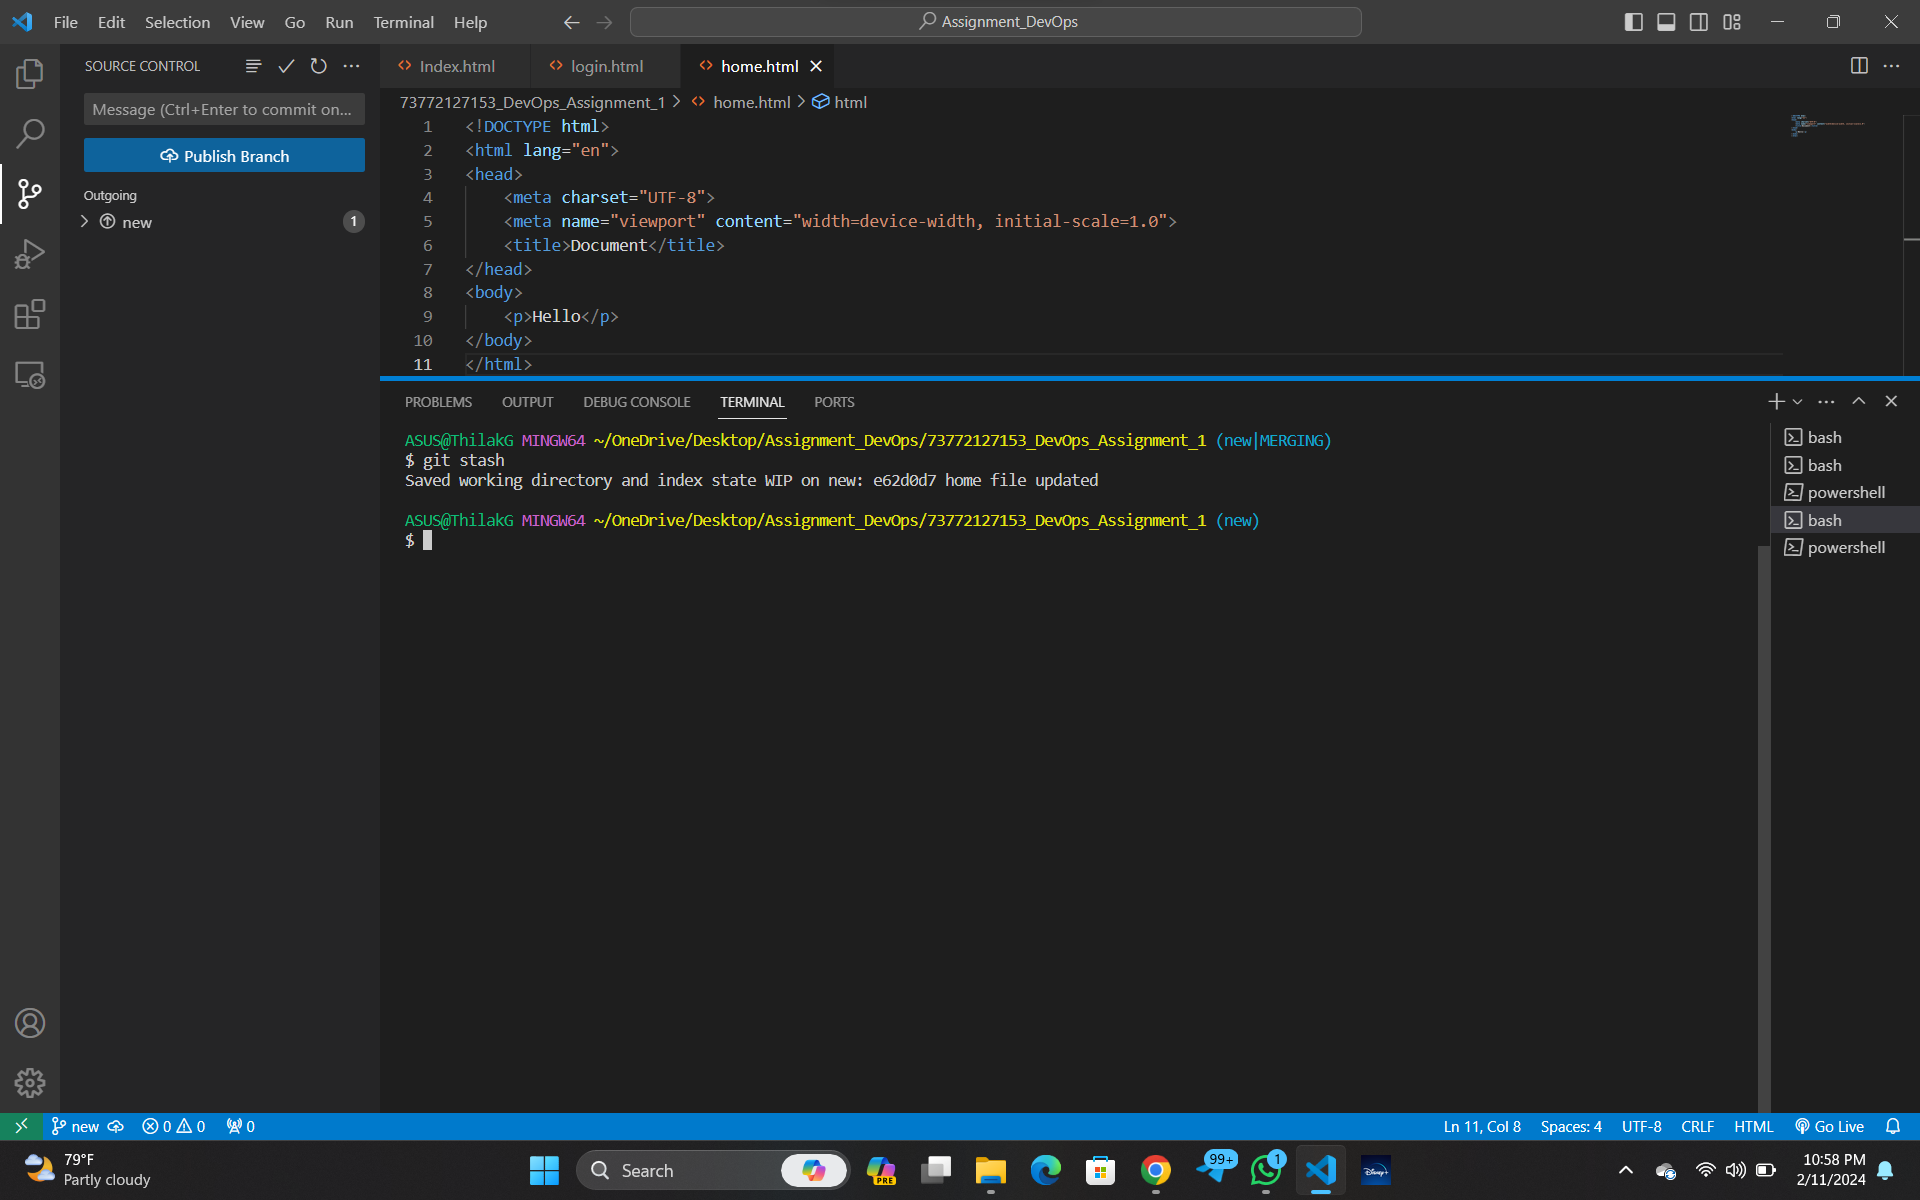 File Edit Selection View Go Run Terminal Help
Assignment_DevOps
SOURCE CONTROL
Message (Ctrl+Enter to commit on...
Publish Branch
Outgoing
new 1
Index.html login.html home.html
73772127153_DevOps_Assignment_1 > home.html > html
1 <!DOCTYPE html>
2 <html lang="en">
3 <head>
4 <meta charset="UTF-8">
5 <meta name="viewport" content="width=device-width, initial-scale=1.0">
6 <title>Document</title>
7 </head>
8 <body>
9 <p>Hello</p>
10 </body>
11 </html>
PROBLEMS OUTPUT DEBUG CONSOLE TERMINAL PORTS
ASUS@ThilakG MINGW64 ~/OneDrive/Desktop/Assignment_DevOps/73772127153_DevOps_Assignment_1 (new|MERGING)
$ git stash
Saved working directory and index state WIP on new: e62d0d7 home file updated
ASUS@ThilakG MINGW64 ~/OneDrive/Desktop/Assignment_DevOps/73772127153_DevOps_Assignment_1 (new)
$
bash
bash
powershell
bash
powershell
new 0 0 0
Ln 11, Col 8 Spaces: 4 UTF-8 CRLF HTML Go Live
79°F
Partly cloudy
Search
PRE
99+
1
Disney+
10:58 PM
2/11/2024